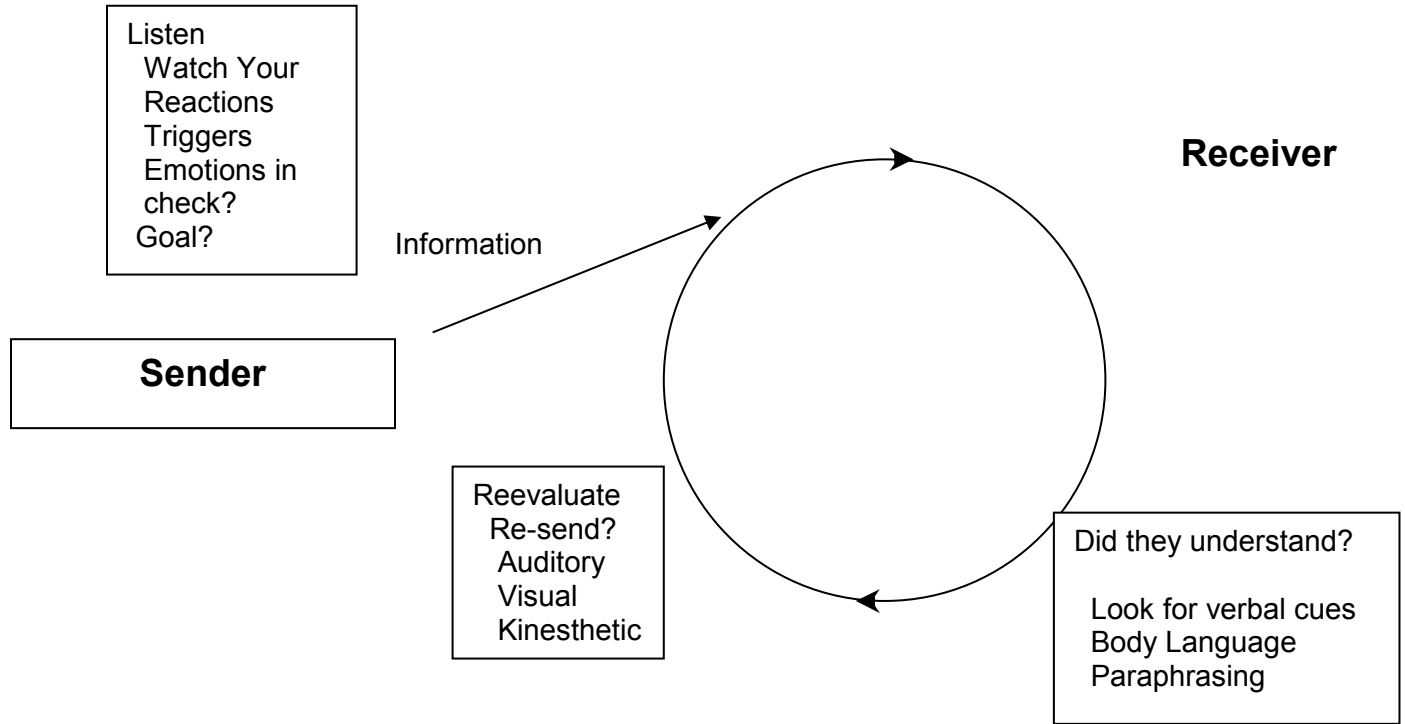 Listen
Watch Your
Reactions
Triggers
Emotions in
check?
Goal?
Receiver
Information
Sender
Reevaluate
Re-send?
Auditory
Visual
Kinesthetic
Did they understand?
Look for verbal cues
Body Language
Paraphrasing